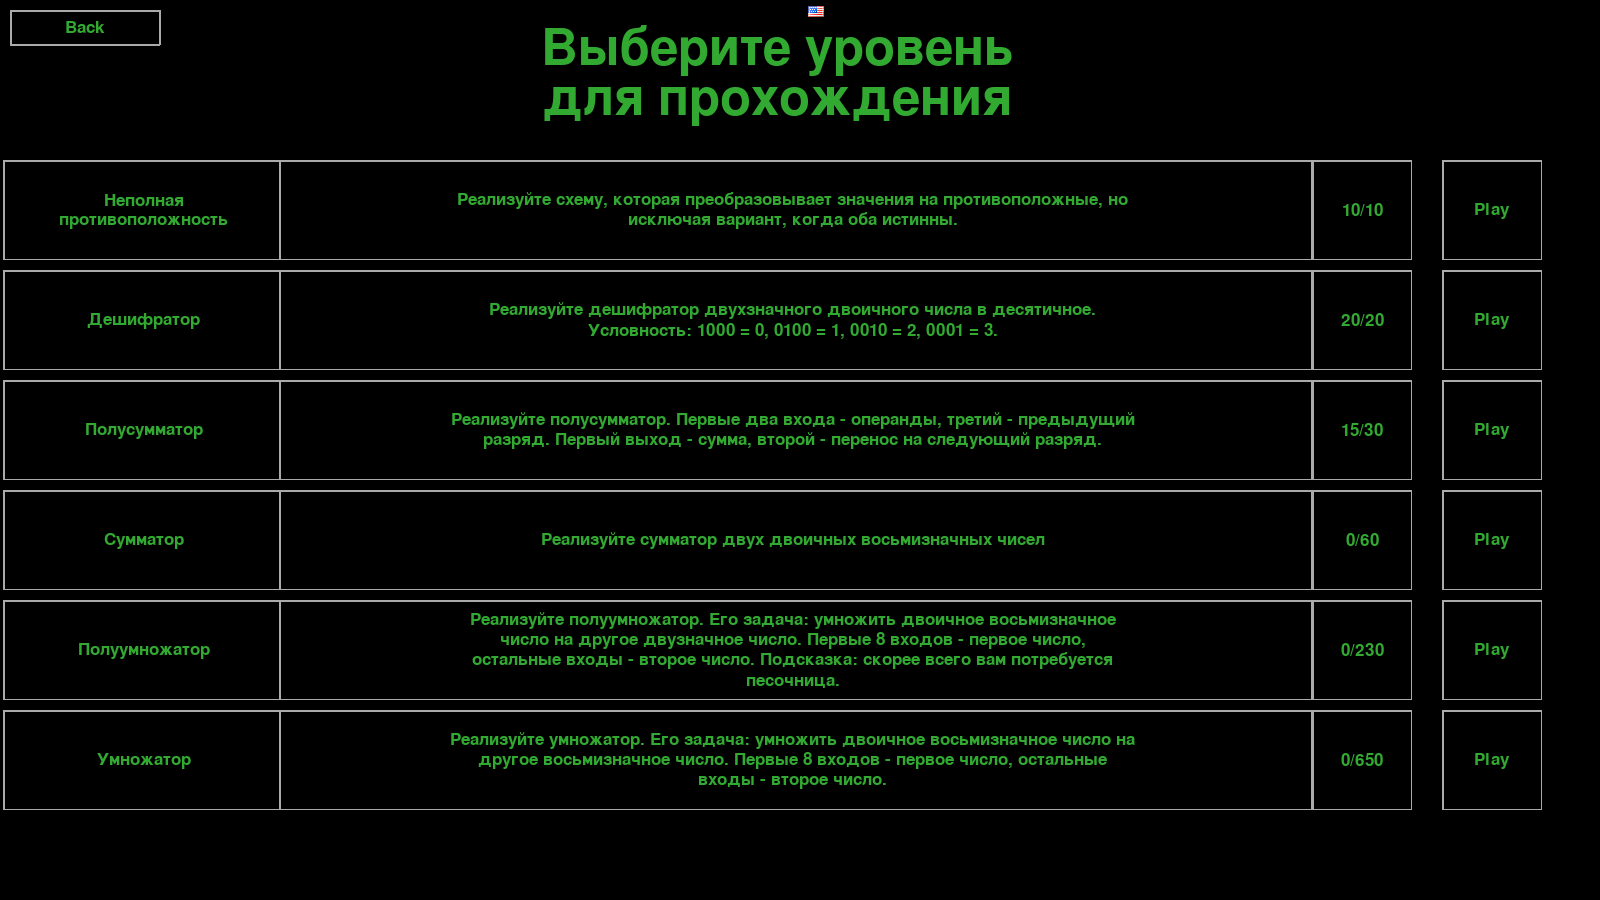 Back
Выберите уровень
для прохождения
Неполная
противоположность
Реализуйте схему, которая преобразовывает значения на противоположные, но
исключая вариант, когда оба истинны.
10/10
Play
Дешифратор
Реализуйте дешифратор двухзначного двоичного числа в десятичное.
Условность: 1000 = 0, 0100 = 1, 0010 = 2, 0001 = 3.
20/20
Play
Полусумматор
Реализуйте полусумматор. Первые два входа - операнды, третий - предыдущий
разряд. Первый выход - сумма, второй - перенос на следующий разряд.
15/30
Play
Сумматор
Реализуйте сумматор двух двоичных восьмизначных чисел
0/60
Play
Полуумножатор
Реализуйте полуумножатор. Его задача: умножить двоичное восьмизначное
число на другое двузначное число. Первые 8 входов - первое число,
остальные входы - второе число. Подсказка: скорее всего вам потребуется
песочница.
0/230
Play
Умножатор
Реализуйте умножатор. Его задача: умножить двоичное восьмизначное число на
другое восьмизначное число. Первые 8 входов - первое число, остальные
входы - второе число.
0/650
Play